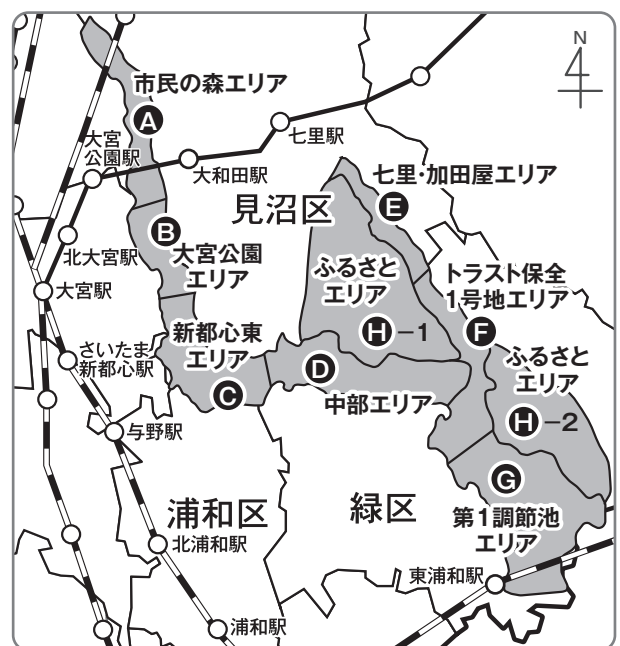 N
市民の森エリア
A
大宮
公園駅
七里駅
大和田駅
七里・加田屋エリア
E
見沼区
B
大宮公園
エリア
北大宮駅
大宮駅
ふるさと
エリア
H－1
トラスト保全
1号地エリア
F
新都心東
エリア
C
さいたま
新都心駅
D
中部エリア
ふるさと
エリア
H－2
与野駅
G
第1調節池
エリア
浦和区
緑区
北浦和駅
東浦和駅
浦和駅